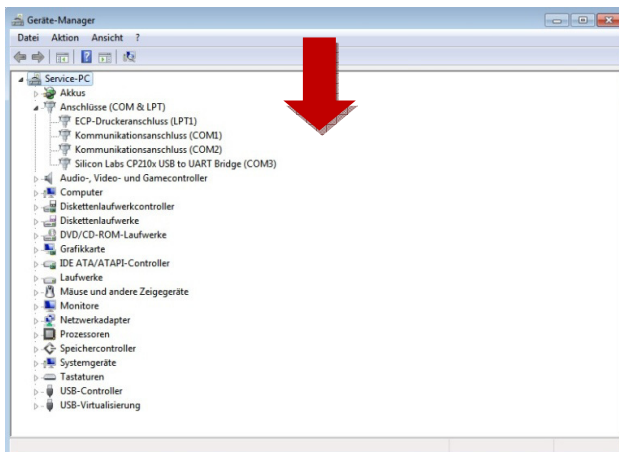 Geräte-Manager
Datei Aktion Ansicht ?
Service-PC
Akkus
Anschlüsse (COM & LPT)
ECP-Druckeranschluss (LPT1)
Kommunikationsanschluss (COM1)
Kommunikationsanschluss (COM2)
Silicon Labs CP210x USB to UART Bridge (COM3)
Audio-, Video- und Gamecontroller
Computer
Diskettenlaufwerkcontroller
Diskettenlaufwerke
DVD/CD-ROM-Laufwerke
Grafikkarte
IDE ATA/ATAPI-Controller
Laufwerke
Mäuse und andere Zeigegeräte
Monitore
Netzwerkadapter
Prozessoren
Speichercontroller
Systemgeräte
Tastaturen
USB-Controller
USB-Virtualisierung